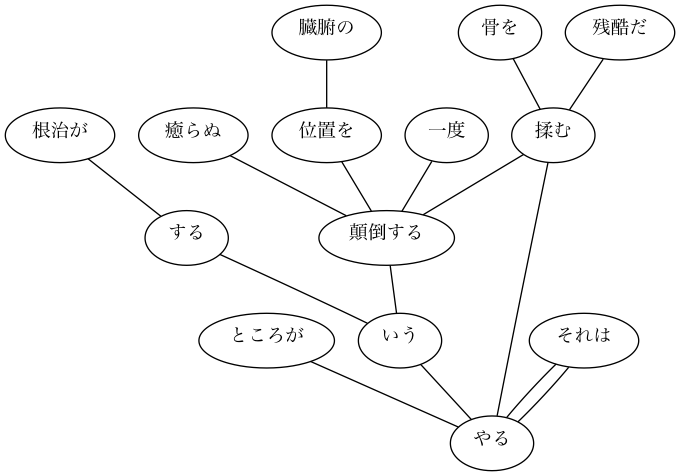 臓腑の
骨を
残酷だ
根治が
癒らぬ
位置を
一度
揉む
する
顛倒する
ところが
いう
それは
やる